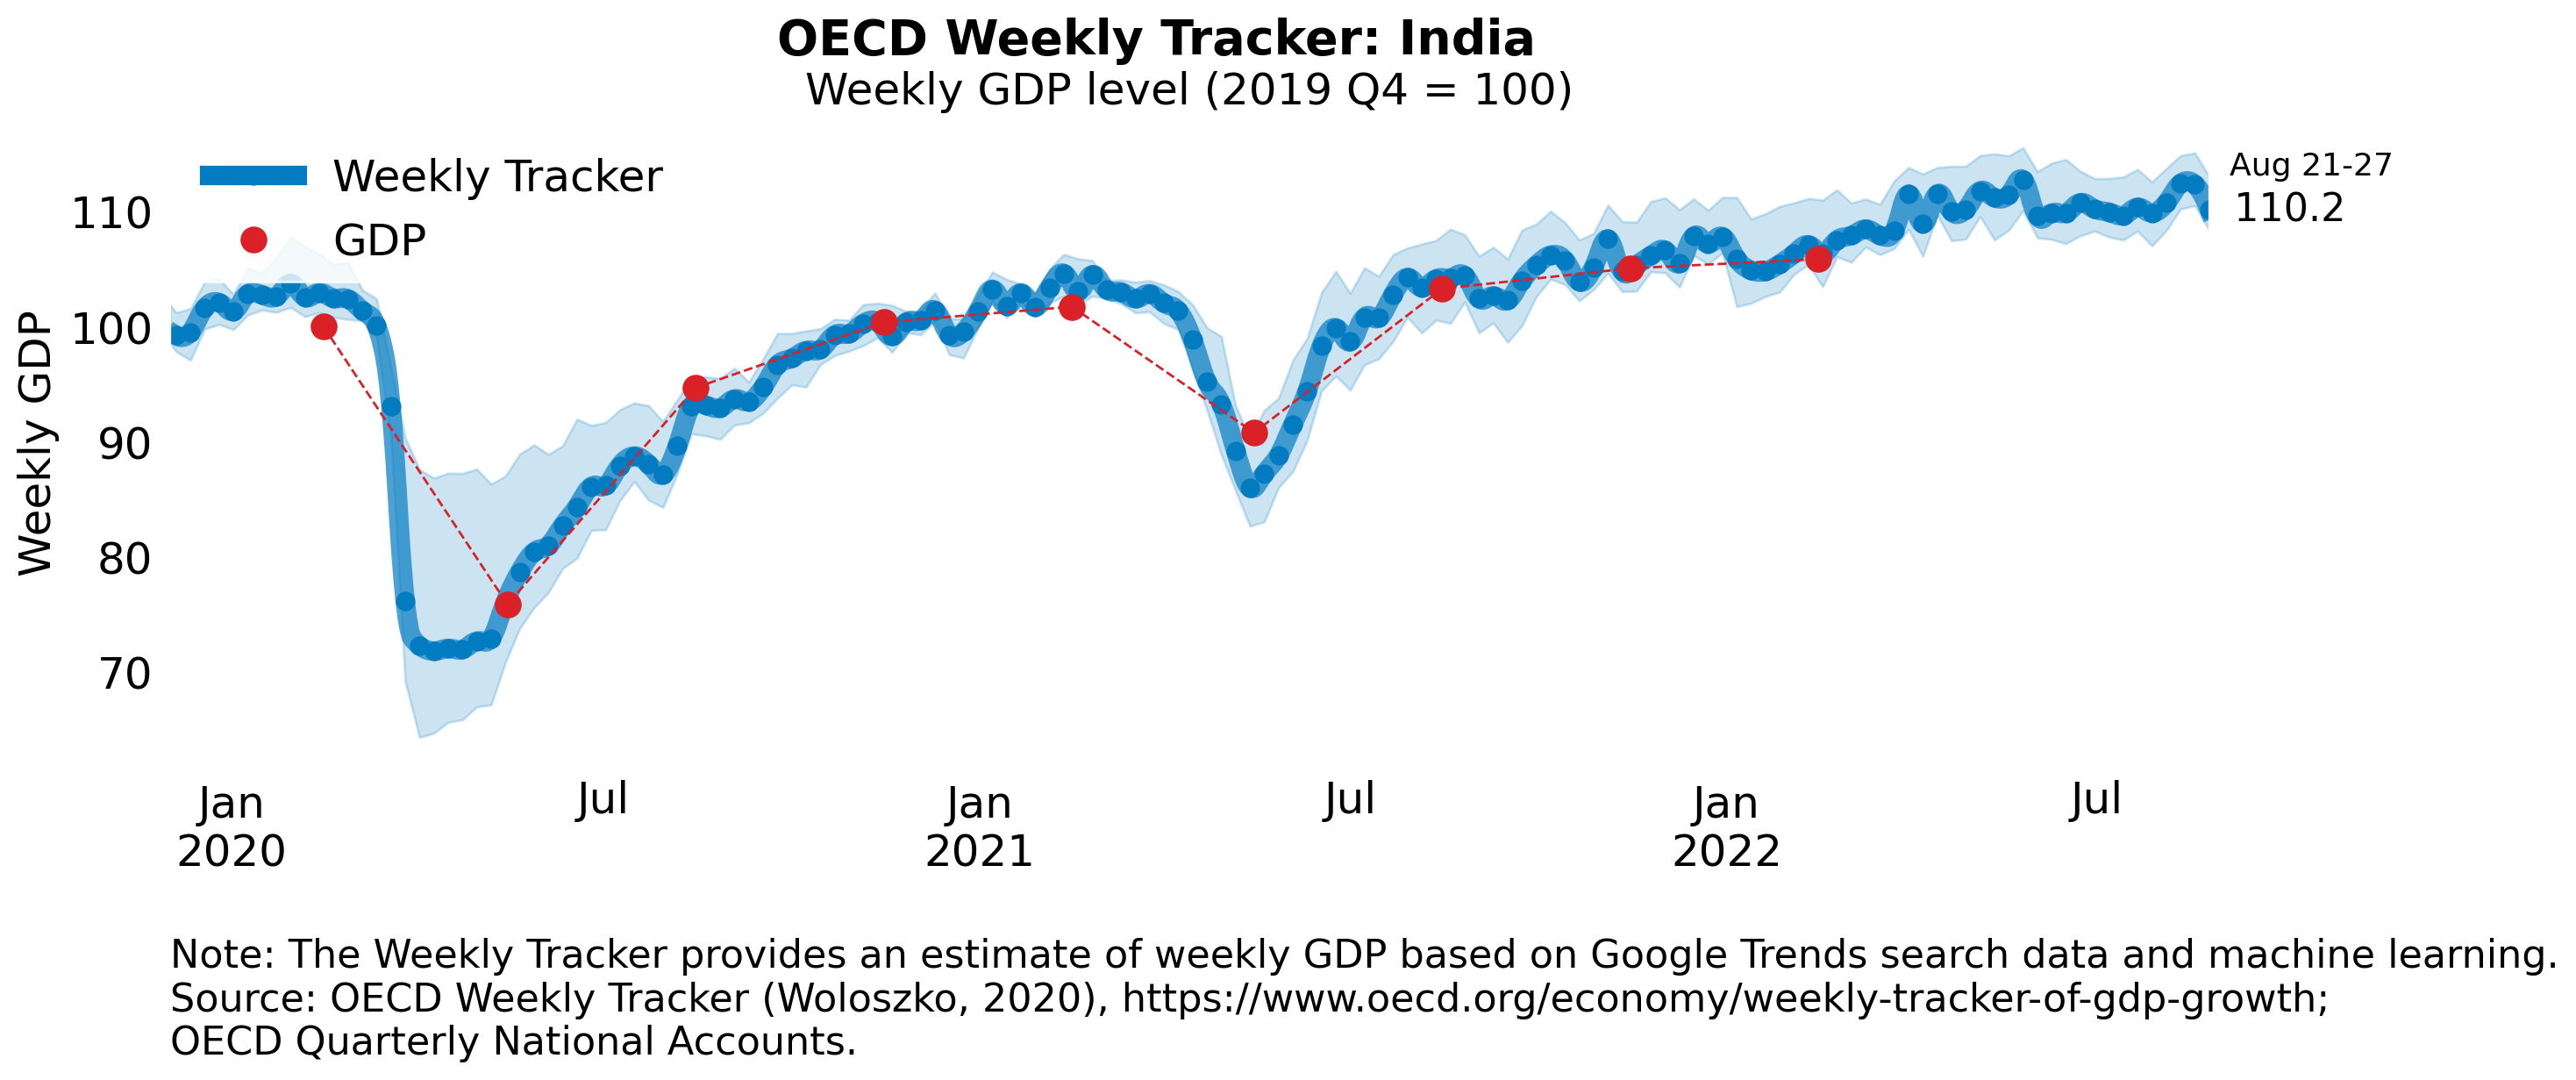 OECD Weekly Tracker: India
Weekly GDP level (2019 Q4 = 100)
Weekly Tracker
GDP
Aug 21-27
110.2
Weekly GDP
110
100
90
80
70
Jan
2020
Jul
Jan
2021
Jul
Jan
2022
Jul
Note: The Weekly Tracker provides an estimate of weekly GDP based on Google Trends search data and machine learning.
Source: OECD Weekly Tracker (Woloszko, 2020), https://www.oecd.org/economy/weekly-tracker-of-gdp-growth;
OECD Quarterly National Accounts.